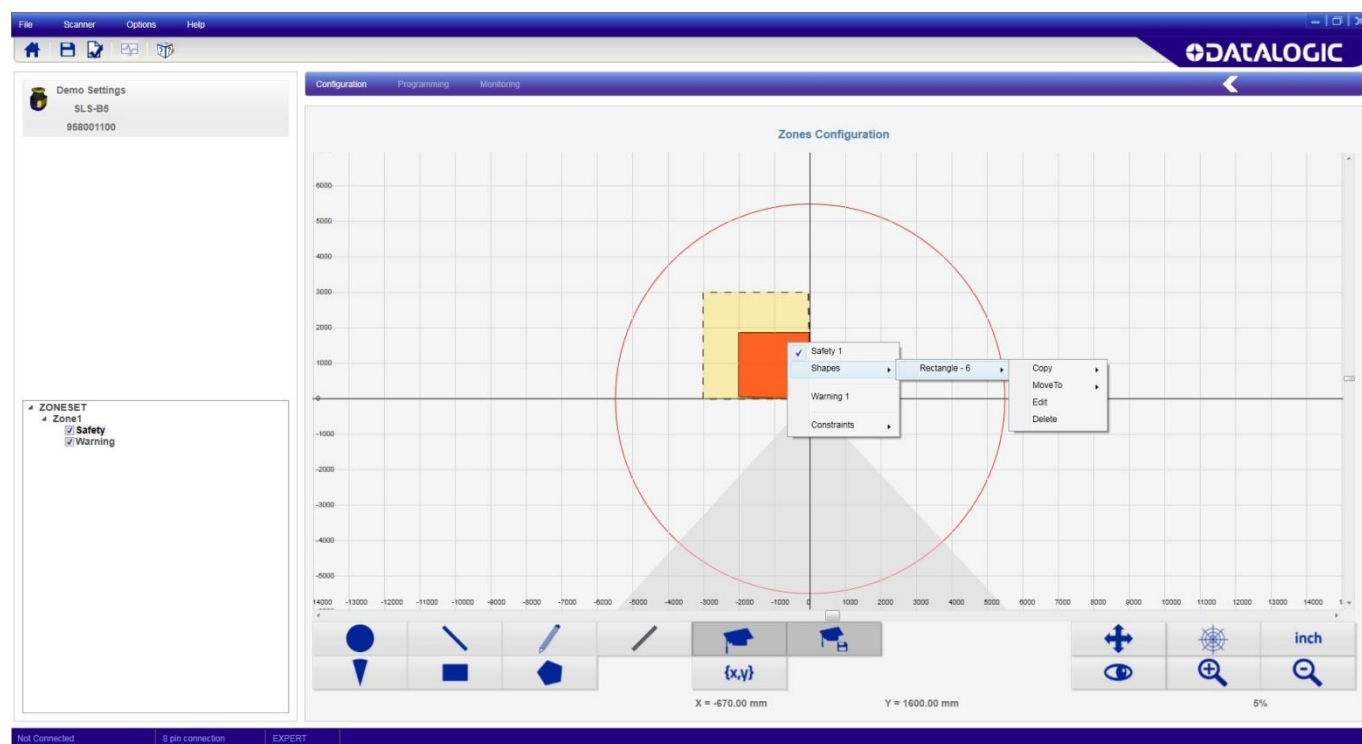 File Scanner Options Help
DATALOGIC
Demo Settings
SLS-B5
958001100
Configuration Programming Monitoring
Zones Configuration
6000
5000
4000
3000
2000
1000
0
-1000
-2000
-3000
-4000
-5000
14000 -13000 -12000 -11000 -10000 -9000 -8000 -7000 -6000 -5000 -4000 -3000 -2000 -1000 0 1000 2000 3000 4000 5000 6000 7000 8000 9000 10000 11000 12000 13000 14000 1
Safety 1
Shapes Rectangle - 6 Copy
MoveTo
Edit
Delete
Warning 1
Constraints
ZONESET
Zone1
Safety
Warning
inch
{x,y}
X = -670.00 mm Y = 1600.00 mm 5%
Not Connected 8 pin connection EXPERT